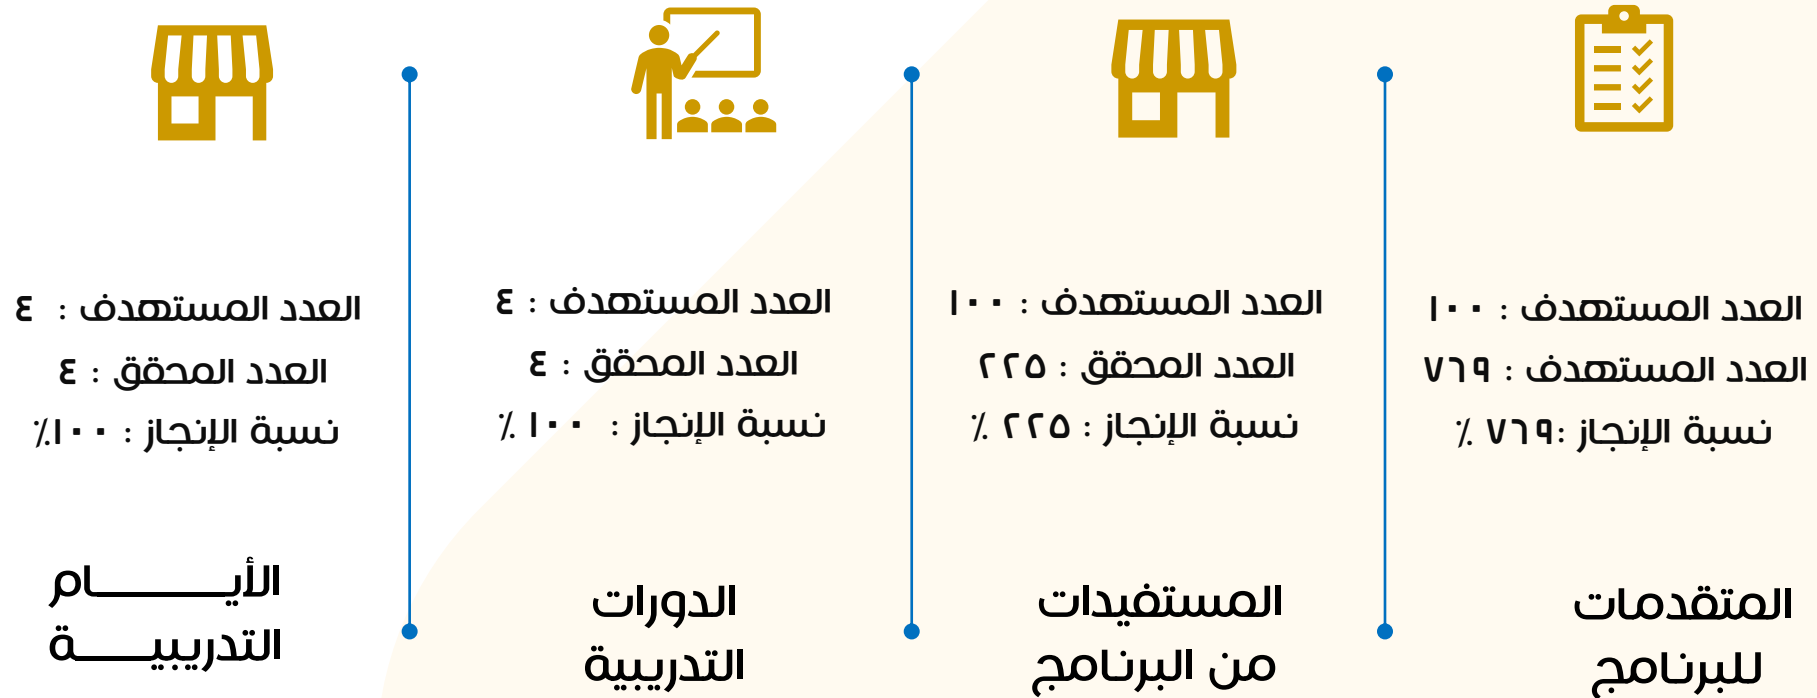 العدد المستهدف : ١٠٠
العدد المستهدف : ٧٦٩
نسبة الإنجاز :٧٦٩ ٪
المتقدمات
للبرنامج
العدد المستهدف : ١٠٠
العدد المحقق : ٢٢٥
نسبة الإنجاز : ٢٢٥ ٪
المستفيدات
من البرنامج
العدد المستهدف : ٤
العدد المحقق : ٤
نسبة الإنجاز : ١٠٠ ٪
الدورات
التدريبية
العدد المستهدف : ٤
العدد المحقق : ٤
نسبة الإنجاز : ١٠٠٪
الأيـــــــام
التدريبيـــــة